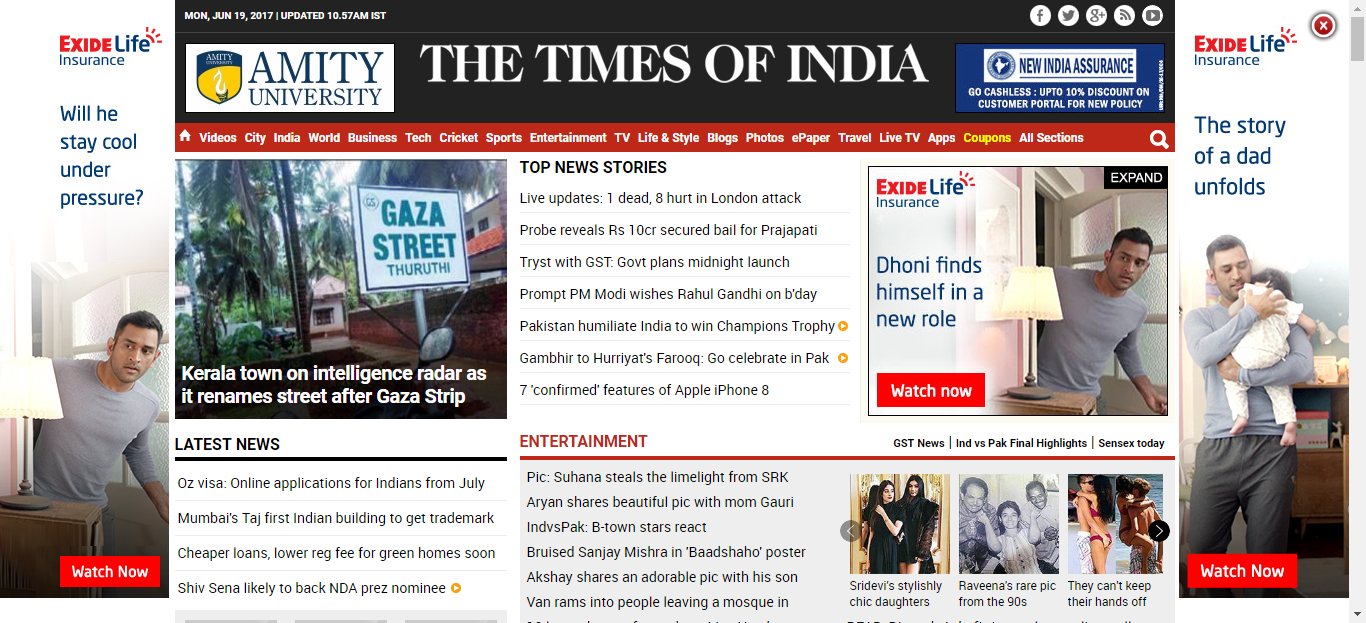 EXIDE Life
Insurance
Will he
stay cool
under
pressure?
Watch Now
MON, JUN 19, 2017 | UPDATED 10.57AM IST
AMITY
UNIVERSITY
AMITY
UNIVERSITY
THE TIMES OF INDIA
NEW INDIA ASSURANCE
GO CASHLESS : UPTO 10% DISCOUNT ON
CUSTOMER PORTAL FOR NEW POLICY
Videos City India World Business Tech Cricket Sports Entertainment TV Life & Style Blogs Photos ePaper Travel Live TV Apps Coupons All Sections
GS
GAZA
STREET
THURUTHI
Kerala town on intelligence radar as
it renames street after Gaza Strip
TOP NEWS STORIES
Live updates: 1 dead, 8 hurt in London attack
Probe reveals Rs 10cr secured bail for Prajapati
Tryst with GST: Govt plans midnight launch
Prompt PM Modi wishes Rahul Gandhi on b'day
Pakistan humiliate India to win Champions Trophy
Gambhir to Hurriyat's Farooq: Go celebrate in Pak
7 'confirmed' features of Apple iPhone 8
EXPAND
EXIDE Life
Insurance
Dhoni finds
himself in a
new role
Watch now
LATEST NEWS
Oz visa: Online applications for Indians from July
Mumbai's Taj first Indian building to get trademark
Cheaper loans, lower reg fee for green homes soon
Shiv Sena likely to back NDA prez nominee
ENTERTAINMENT
GST News | Ind vs Pak Final Highlights | Sensex today
Pic: Suhana steals the limelight from SRK
Aryan shares beautiful pic with mom Gauri
IndvsPak: B-town stars react
Bruised Sanjay Mishra in 'Baadshaho' poster
Akshay shares an adorable pic with his son
Van rams into people leaving a mosque in
Sridevi's stylishly
chic daughters
Raveena's rare pic
from the 90s
They can't keep
their hands off
EXIDE Life
Insurance
The story
of a dad
unfolds
Watch Now